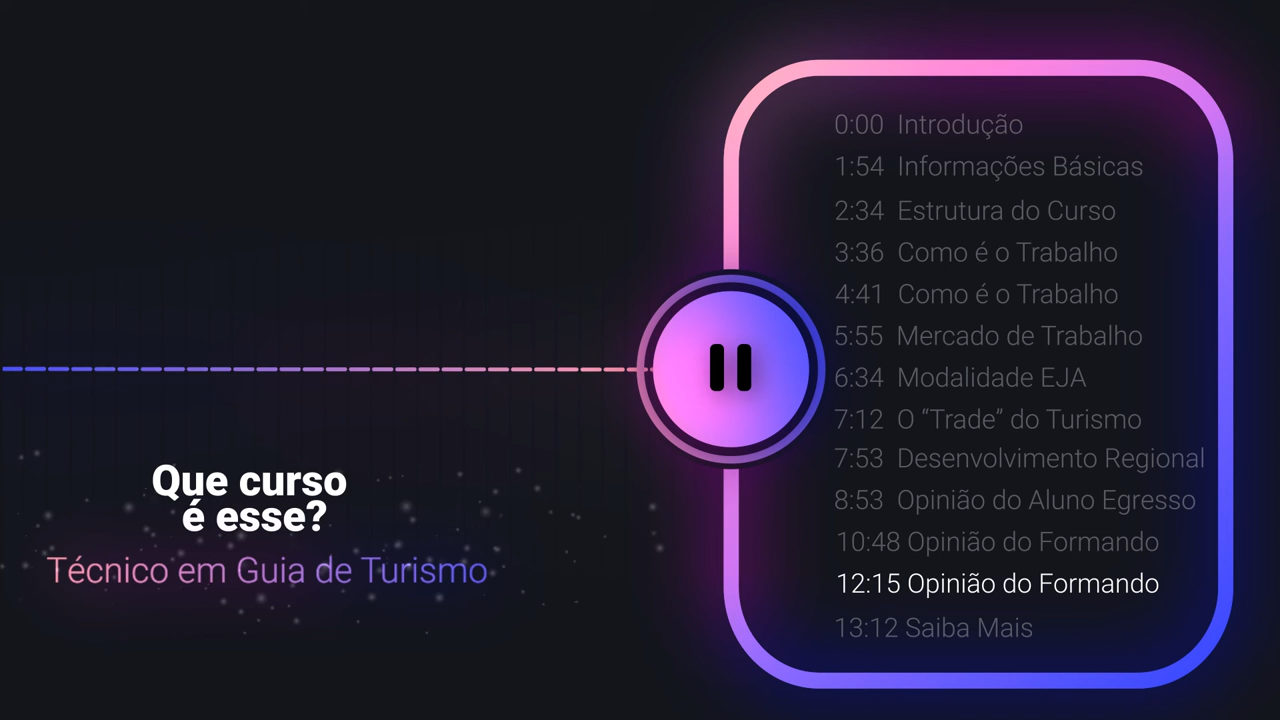 Que curso
é esse?
Técnico em Guia de Turismo
0:00 Introdução
1:54 Informações Básicas
2:34 Estrutura do Curso
3:36 Como é o Trabalho
4:41 Como é o Trabalho
5:55 Mercado de Trabalho
6:34 Modalidade EJA
7:12 O “Trade” do Turismo
7:53 Desenvolvimento Regional
8:53 Opinião do Aluno Egresso
10:48 Opinião do Formando
12:15 Opinião do Formando
13:12 Saiba Mais